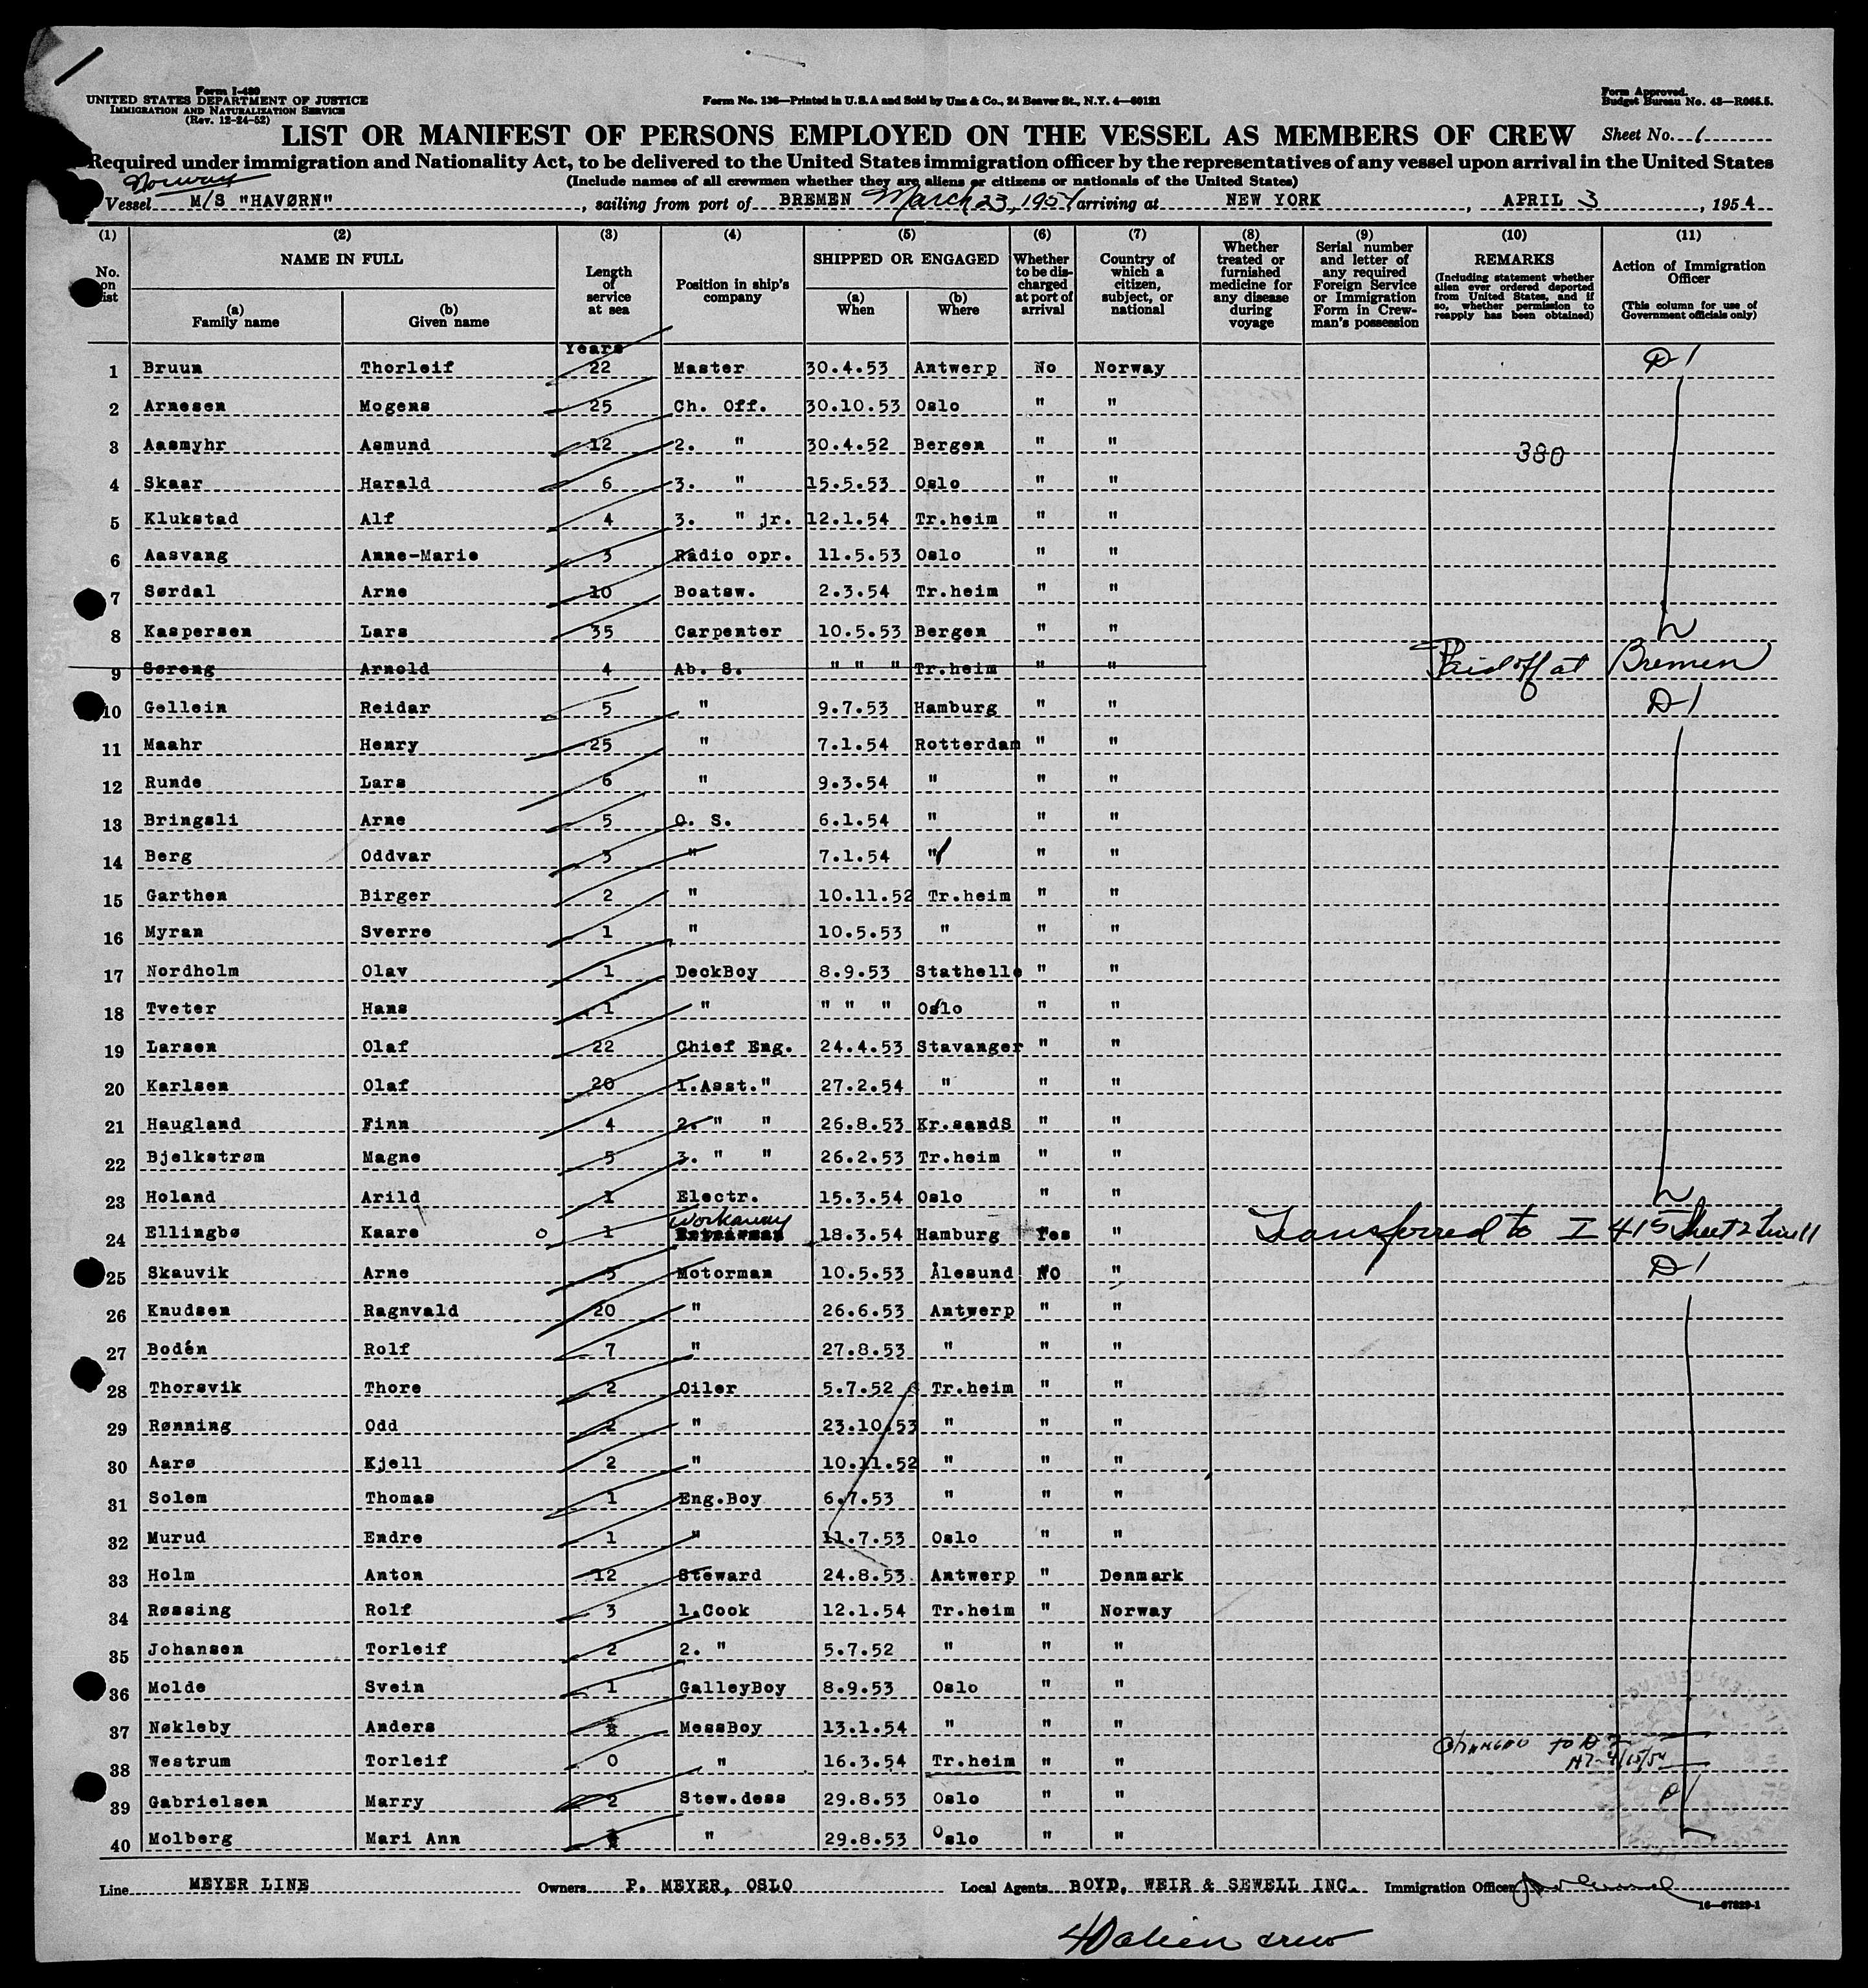 Form I-489
UNITED STATES DEPARTMENT OF JUSTICE
IMMIGRATION AND NATURALIZATION SERVICE
(Rev. 12-24-52)
Form No. 136—Printed in U.S.A and Sold by Unz & Co., 24 Beaver St., N.Y. 4—60121
Form Approved.
Budget Bureau No. 43—R065.5.
LIST OR MANIFEST OF PERSONS EMPLOYED ON THE VESSEL AS MEMBERS OF CREW Sheet No. 1
Required under immigration and Nationality Act, to be delivered to the United States immigration officer by the representatives of any vessel upon arrival in the United States
(Include names of all crewmen whether they are aliens or citizens or nationals of the United States)
Norway
Vessel M/S "HAVØRN", sailing from port of BREMEN March 23, 1954 arriving at NEW YORK, APRIL 3, 1954
(1) (2) (3) (4) (5) (6) (7) (8) (9) (10) (11)
No. on list
NAME IN FULL
(a) Family name
(b) Given name
Length of service at sea
Position in ship's company
SHIPPED OR ENGAGED
(a) When
(b) Where
Whether to be discharged at port of arrival
Country of which a citizen, subject, or national
Whether treated or furnished medicine for any disease during voyage
Serial number and letter of any required Foreign Service or Immigration Form in Crewman's possession
REMARKS
(Including statement whether alien ever ordered deported from United States, and if so, whether permission to reapply has been obtained)
Action of Immigration Officer
(This column for use of Government officials only)
Years
1 Bruun Thorleif 22 Master 30.4.53 Antwerp No Norway D 1
2 Arnesen Mogens 25 Ch. Off. 30.10.53 Oslo " "
3 Aasmyhr Asmund 12 2. " 30.4.52 Bergen " " 380
4 Skaar Harald 6 3. " 15.5.53 Oslo " "
5 Klukstad Alf 4 3. " jr. 12.1.54 Tr.heim " "
6 Aasvang Anne-Marie 3 Radio opr. 11.5.53 Oslo " "
7 Sørdal Arne 10 Boatsw. 2.3.54 Tr.heim " "
8 Kaspersen Lars 35 Carpenter 10.5.53 Bergen " "
9 Søreng Arnold 4 Ab. S. " " " Tr.heim " " Paid off at Bremen
10 Gellein Reidar 5 " 9.7.53 Hamburg " " D 1
11 Maahr Henry 25 " 7.1.54 Rotterdam " "
12 Runde Lars 6 " 9.3.54 " " "
13 Bringsli Arne 5 O. S. 6.1.54 " " "
14 Berg Oddvar 3 " 7.1.54 " " "
15 Garthen Birger 2 " 10.11.52 Tr.heim " "
16 Myran Sverre 1 " 10.5.53 " " "
17 Nordholm Olav 1 DeckBoy 8.9.53 Stathelle " "
18 Tveter Hans 1 " " " " Oslo " "
19 Larsen Olaf 22 Chief Eng. 24.4.53 Stavanger " "
20 Karlsen Olaf 20 I.Asst." 27.2.54 " " "
21 Haugland Finn 4 2. " " 26.8.53 Kr.sandS " "
22 Bjelkstrøm Magne 5 3. " " 26.2.53 Tr.heim " "
23 Holand Arild I Electr. 15.3.54 Oslo " "
24 Ellingbø Kaare 1 Workaway 18.3.54 Hamburg Yes " Transferred to I 415 Sheet 2 Line 11
25 Skauvik Arne 5 Motorman 10.5.53 Ålesund NO " D 1
26 Knudsen Ragnvald 20 " 26.6.53 Antwerp " "
27 Bodén Rolf 7 " 27.8.53 " " "
28 Thorsvik Thore 2 Oiler 5.7.52 Tr.heim " "
29 Rønning Odd 2 " 23.10.53 " " "
30 Aarø Kjell 2 " 10.11.52 " " "
31 Solem Thomas 1 Eng.Boy 6.7.53 " " "
32 Murud Endre 1 " 11.7.53 Oslo " "
33 Holm Anton 12 Steward 24.8.53 Antwerp " Denmark
34 Røssing Rolf 3 1.Cook 12.1.54 Tr.heim " Norway
35 Johansen Torleif 2 2. " 5.7.52 " " "
36 Molde Svein 1 GalleyBoy 8.9.53 Oslo " "
37 Nøkleby Anders MessBoy 13.1.54 " " "
38 Westrum Torleif 0 " 16.3.54 Tr.heim " " Changed to D 2 4/15/54
39 Gabrielsen Marry 2 Stew.dess 29.8.53 Oslo " " D 1
40 Molberg Mari Ann " 29.8.53 Oslo " "
Line MEYER LINE Owners P. MEYER, OSLO Local Agents BOYD, WEIR & SEWELL INC. Immigration Officer
16—67829-1
40 alien crew